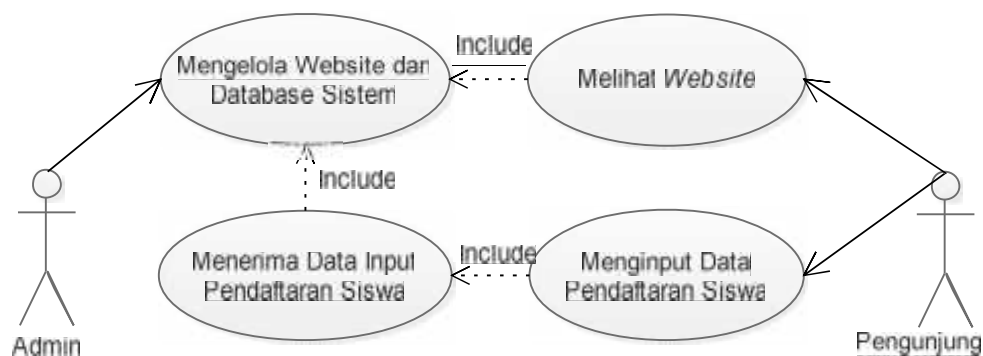 Include
Mengelola Website dan
Database Sistem
Melihat Website
Include
Menerima Data Input
Pendaftaran Siswa
Include
Menginput Data
Pendaftaran Siswa
Admin
Pengunjung